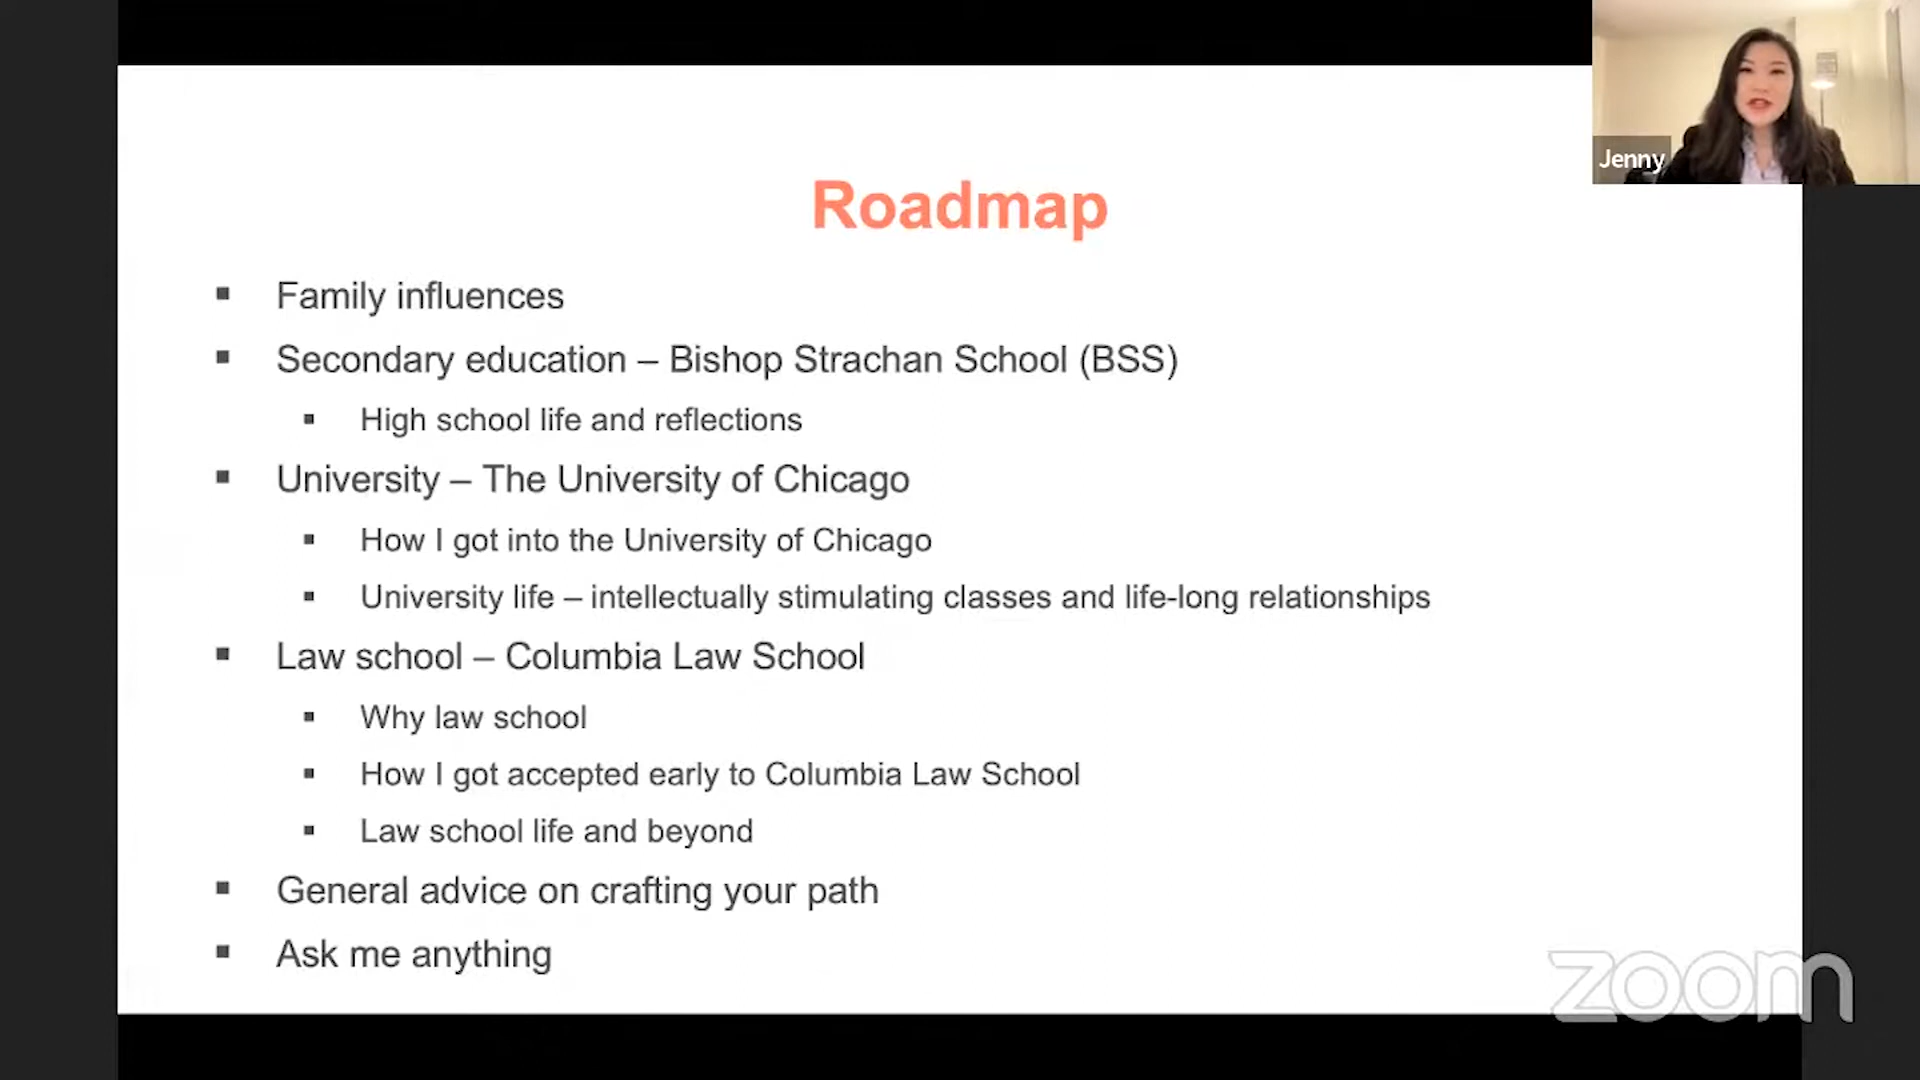 Jenny
Roadmap
▪ Family influences
▪ Secondary education – Bishop Strachan School (BSS)
▪ High school life and reflections
▪ University – The University of Chicago
▪ How I got into the University of Chicago
▪ University life – intellectually stimulating classes and life-long relationships
▪ Law school – Columbia Law School
▪ Why law school
▪ How I got accepted early to Columbia Law School
▪ Law school life and beyond
▪ General advice on crafting your path
▪ Ask me anything
zoom